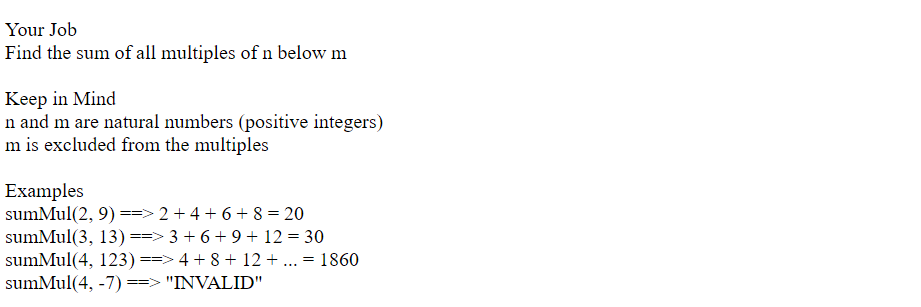 Your Job
Find the sum of all multiples of n below m
Keep in Mind
n and m are natural numbers (positive integers)
m is excluded from the multiples
Examples
sumMul(2, 9) ==> 2 + 4 + 6 + 8 = 20
sumMul(3, 13) ==> 3 + 6 + 9 + 12 = 30
sumMul(4, 123) ==> 4 + 8 + 12 + ... = 1860
sumMul(4, -7) ==> "INVALID"